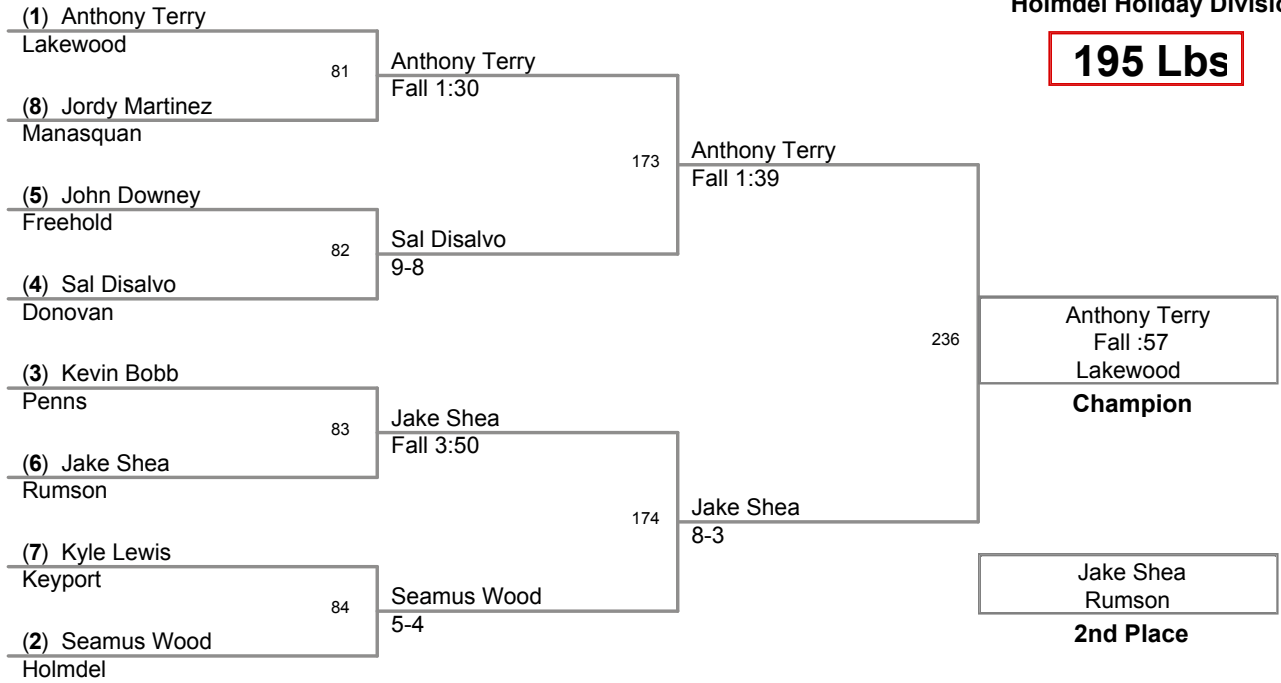 Holmdel Holiday
195 Lbs
(1) Anthony Terry
Lakewood
81
(8) Jordy Martinez
Manasquan
Anthony Terry
Fall 1:30
(5) John Downey
Freehold
82
(4) Sal Disalvo
Donovan
Sal Disalvo
9-8
173
Anthony Terry
Fall 1:39
(3) Kevin Bobb
Penns
83
(6) Jake Shea
Rumson
Jake Shea
Fall 3:50
(7) Kyle Lewis
Keyport
84
(2) Seamus Wood
Holmdel
Seamus Wood
5-4
174
Jake Shea
8-3
236
Anthony Terry
Fall :57
Lakewood
Champion
Jake Shea
Rumson
2nd Place